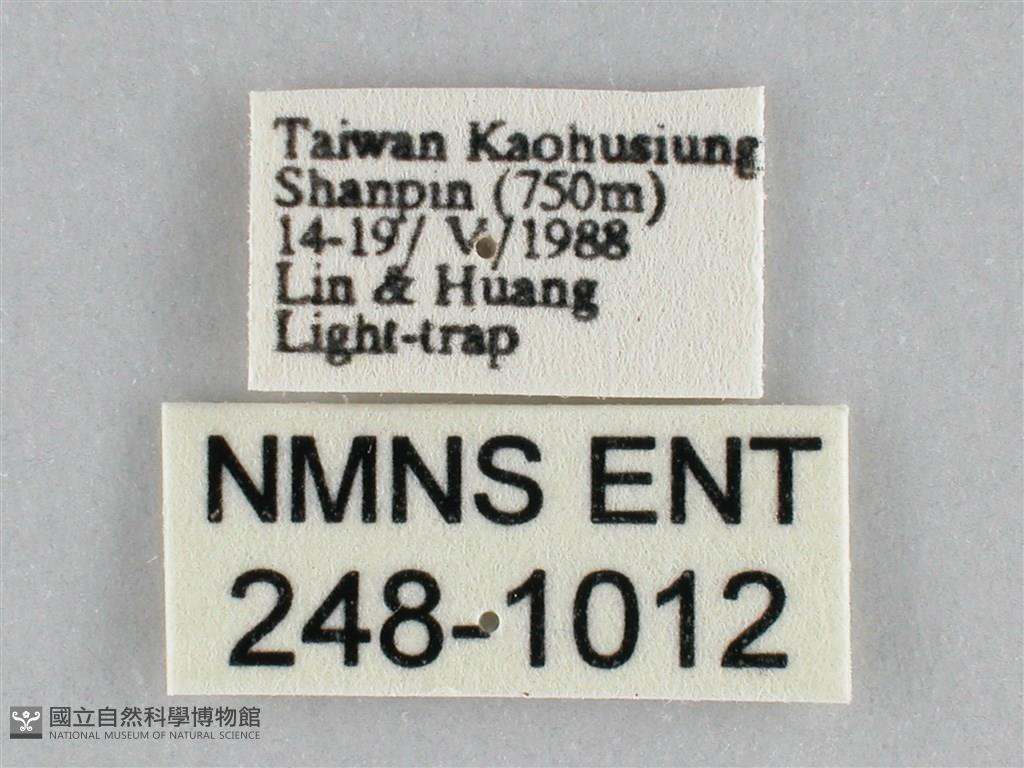 Taiwan Kaohusiung
Shanpin (750m)
14-19/ V/1988
Lin & Huang
Light-trap
NMNS ENT
248-1012
國立自然科學博物館
NATIONAL MUSEUM OF NATURAL SCIENCE